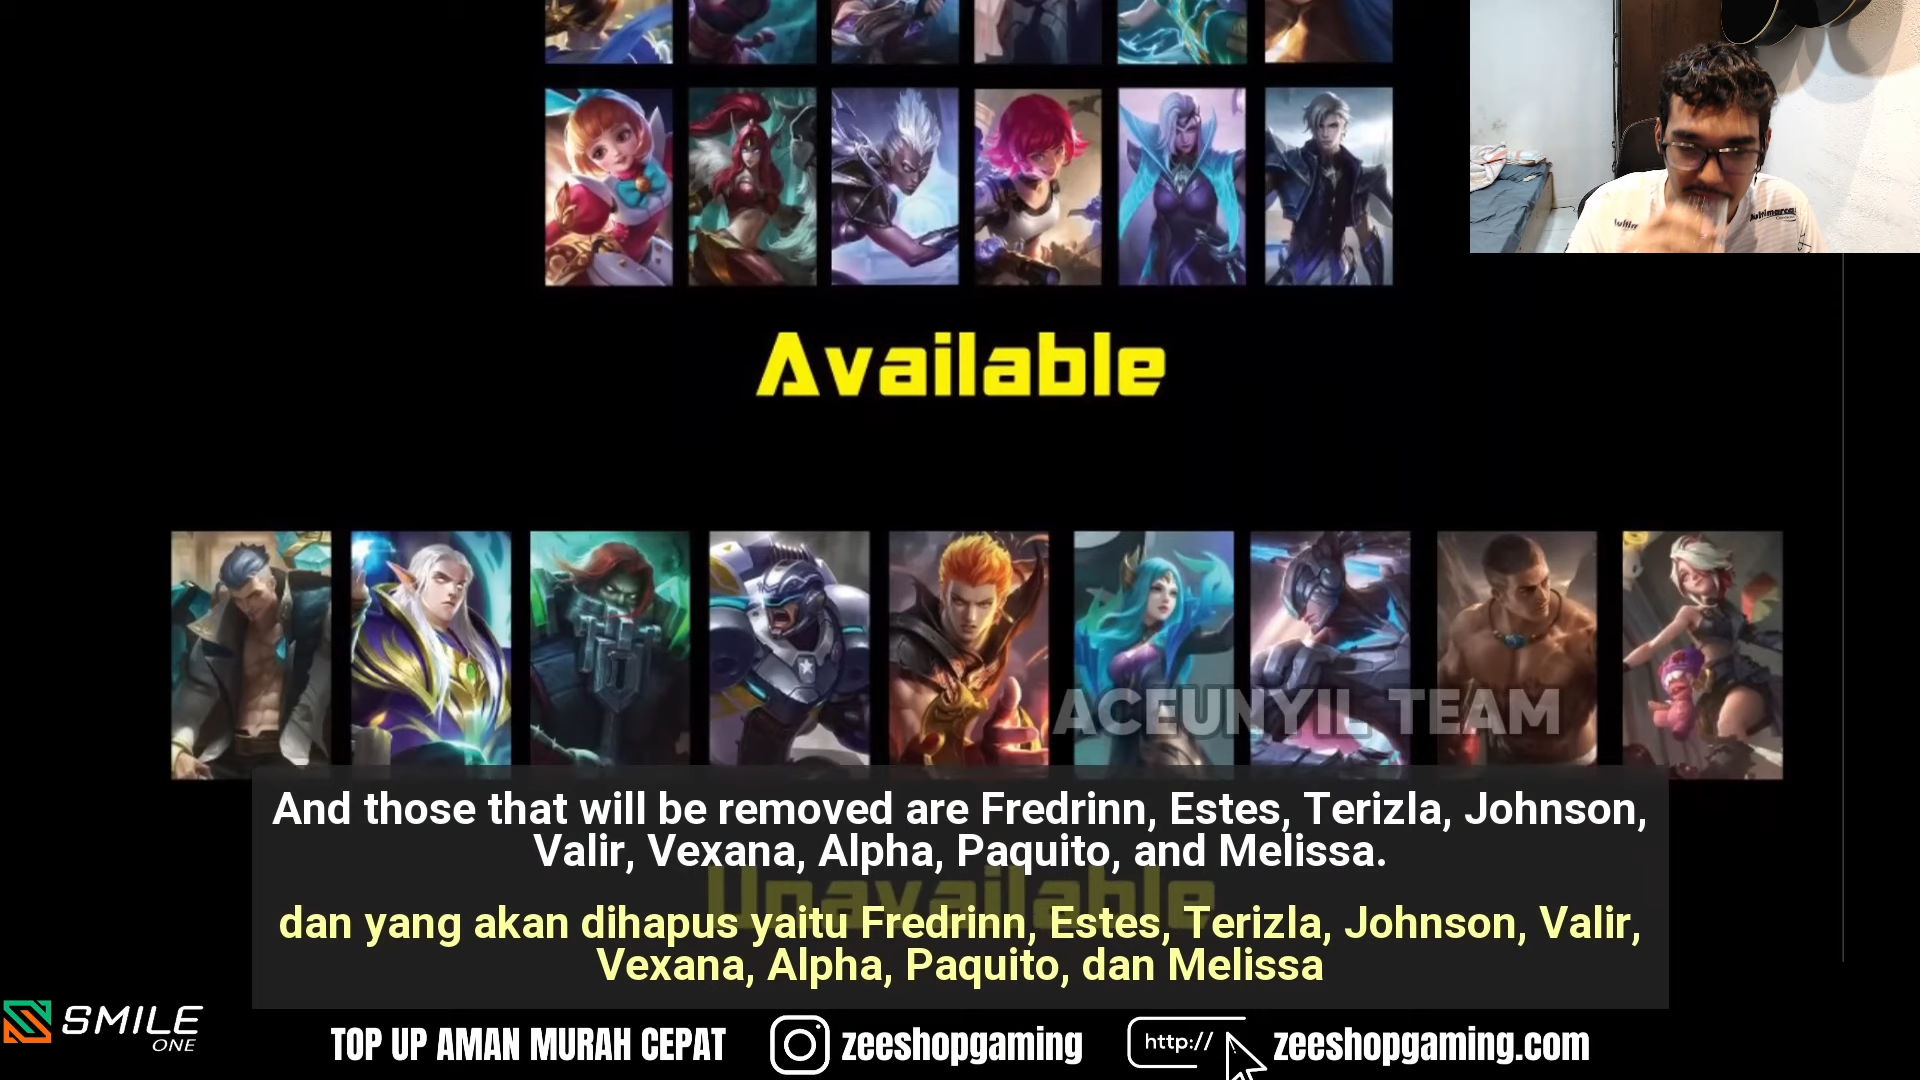 Available
ACEUNYIL TEAM
And those that will be removed are Fredrinn, Estes, Terizla, Johnson,
Valir, Vexana, Alpha, Paquito, and Melissa.
Unavailable
dan yang akan dihapus yaitu Fredrinn, Estes, Terizla, Johnson, Valir,
Vexana, Alpha, Paquito, dan Melissa
SMILE
ONE
TOP UP AMAN MURAH CEPAT
zeeshopgaming
http://
zeeshopgaming.com